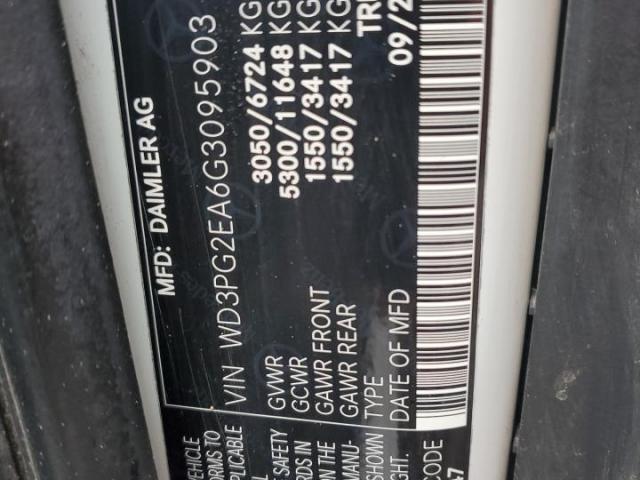 MFD: DAIMLER AG
VIN WD3PG2EA6G3095903
GVWR 3050/6724 KG
GCWR 5300/11648 KG
GAWR FRONT 1550/3417 KG
GAWR REAR 1550/3417 KG
TYPE
DATE OF MFD 09/2
VEHICLE
ORMS TO
PLICABLE
SAFETY
RDS IN
ON THE
MANU-
SHOWN
GHT.
CODE
47